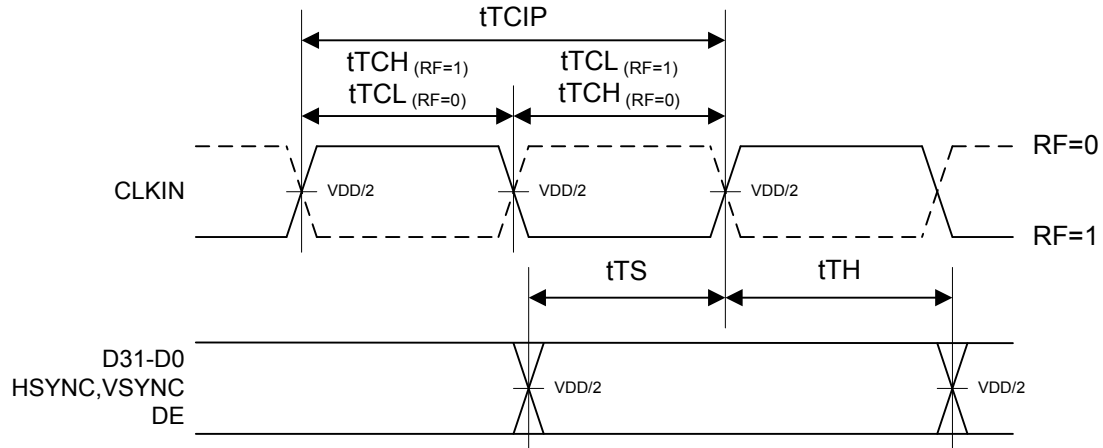 tTCIP
tTCH (RF=1) tTCL (RF=1)
tTCL (RF=0) tTCH (RF=0)
RF=0
CLKIN VDD/2 VDD/2 VDD/2
RF=1
tTS tTH
D31-D0
HSYNC,VSYNC VDD/2 VDD/2
DE